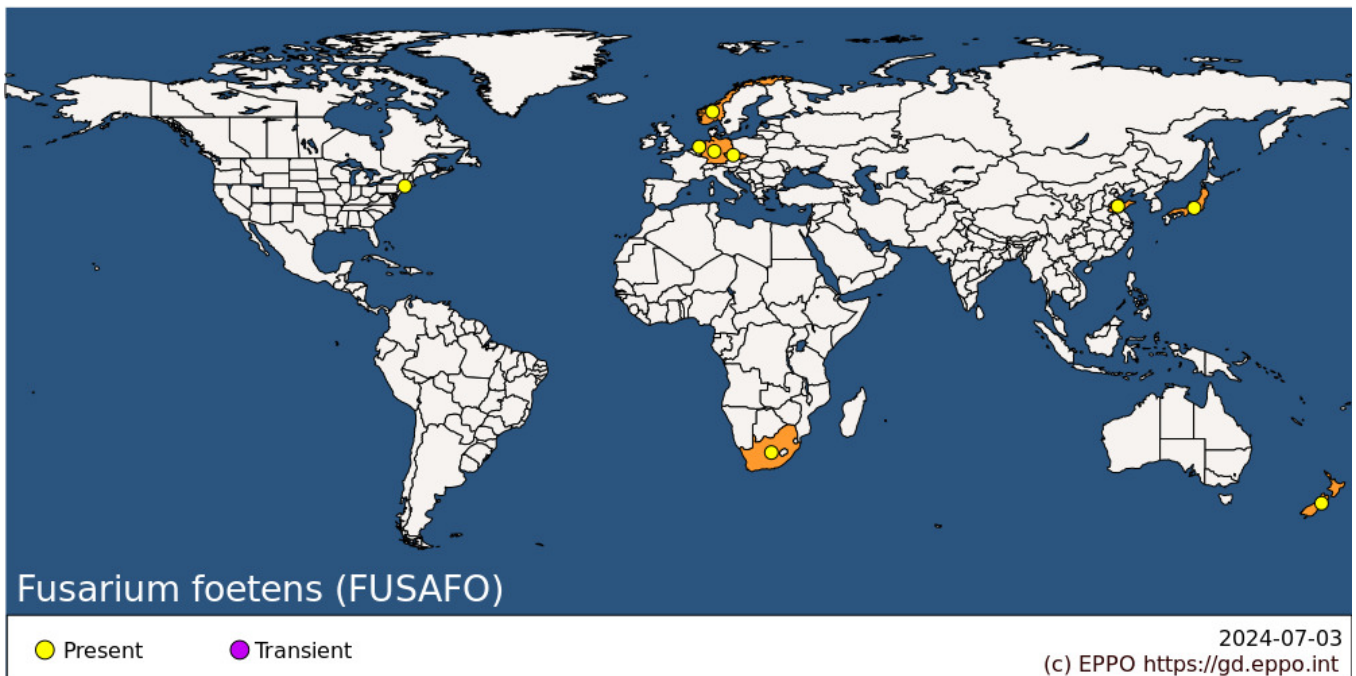 Fusarium foetens (FUSAFO)
Present
Transient
2024-07-03
(c) EPPO https://gd.eppo.int